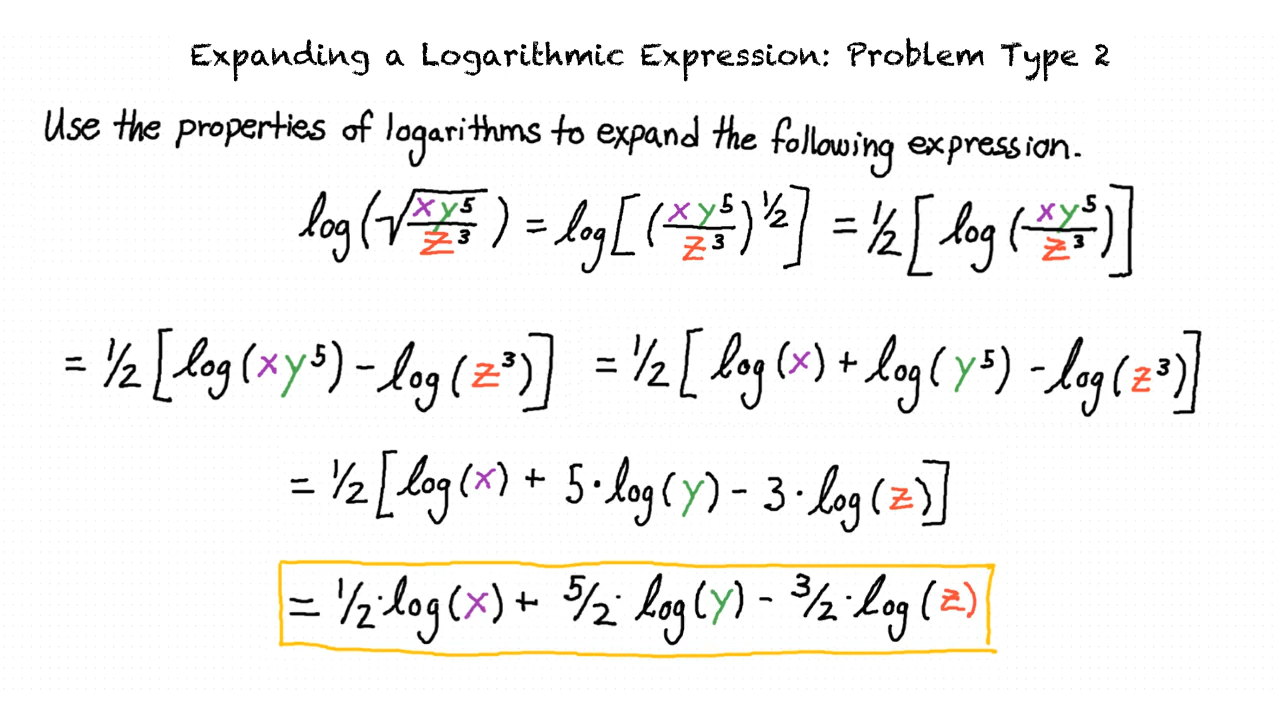 Expanding a Logarithmic Expression: Problem Type 2
Use the properties of logarithms to expand the following expression.
log(√(xy⁵/z³)) = log[(xy⁵/z³)^½] = ½[log(xy⁵/z³)]
= ½[log(xy⁵) - log(z³)] = ½[log(x) + log(y⁵) - log(z³)]
= ½[log(x) + 5·log(y) - 3·log(z)]
= ½·log(x) + 5/2·log(y) - 3/2·log(z)